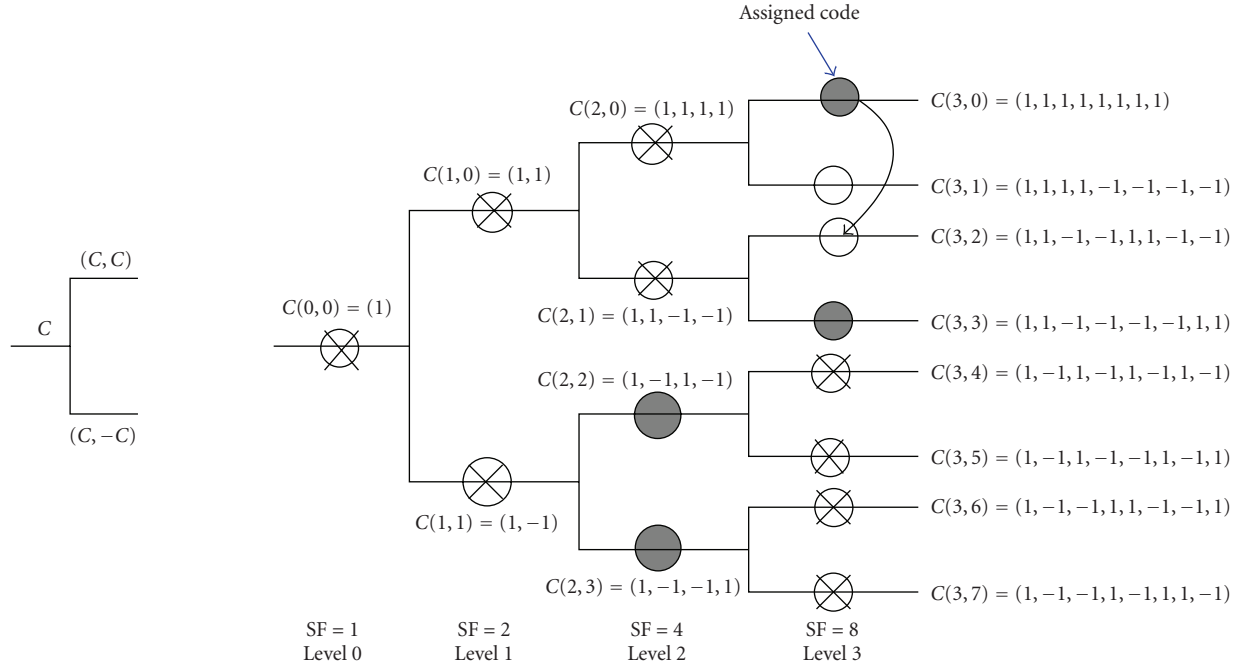 Assigned code
C(3,0) = (1,1,1,1,1,1,1,1)
C(2,0) = (1,1,1,1)
C(1,0) = (1,1)
C(3,1) = (1,1,1,1,−1,−1,−1,−1)
C(3,2) = (1,1,−1,−1,1,1,−1,−1)
(C,C)
C(0,0) = (1)
C(2,1) = (1,1,−1,−1)
C(3,3) = (1,1,−1,−1,−1,−1,1,1)
C
C(2,2) = (1,−1,1,−1)
C(3,4) = (1,−1,1,−1,1,−1,1,−1)
(C,−C)
C(3,5) = (1,−1,1,−1,−1,1,−1,1)
C(1,1) = (1,−1)
C(3,6) = (1,−1,−1,1,1,−1,−1,1)
C(2,3) = (1,−1,−1,1)
C(3,7) = (1,−1,−1,1,−1,1,1,−1)
SF = 1
Level 0
SF = 2
Level 1
SF = 4
Level 2
SF = 8
Level 3